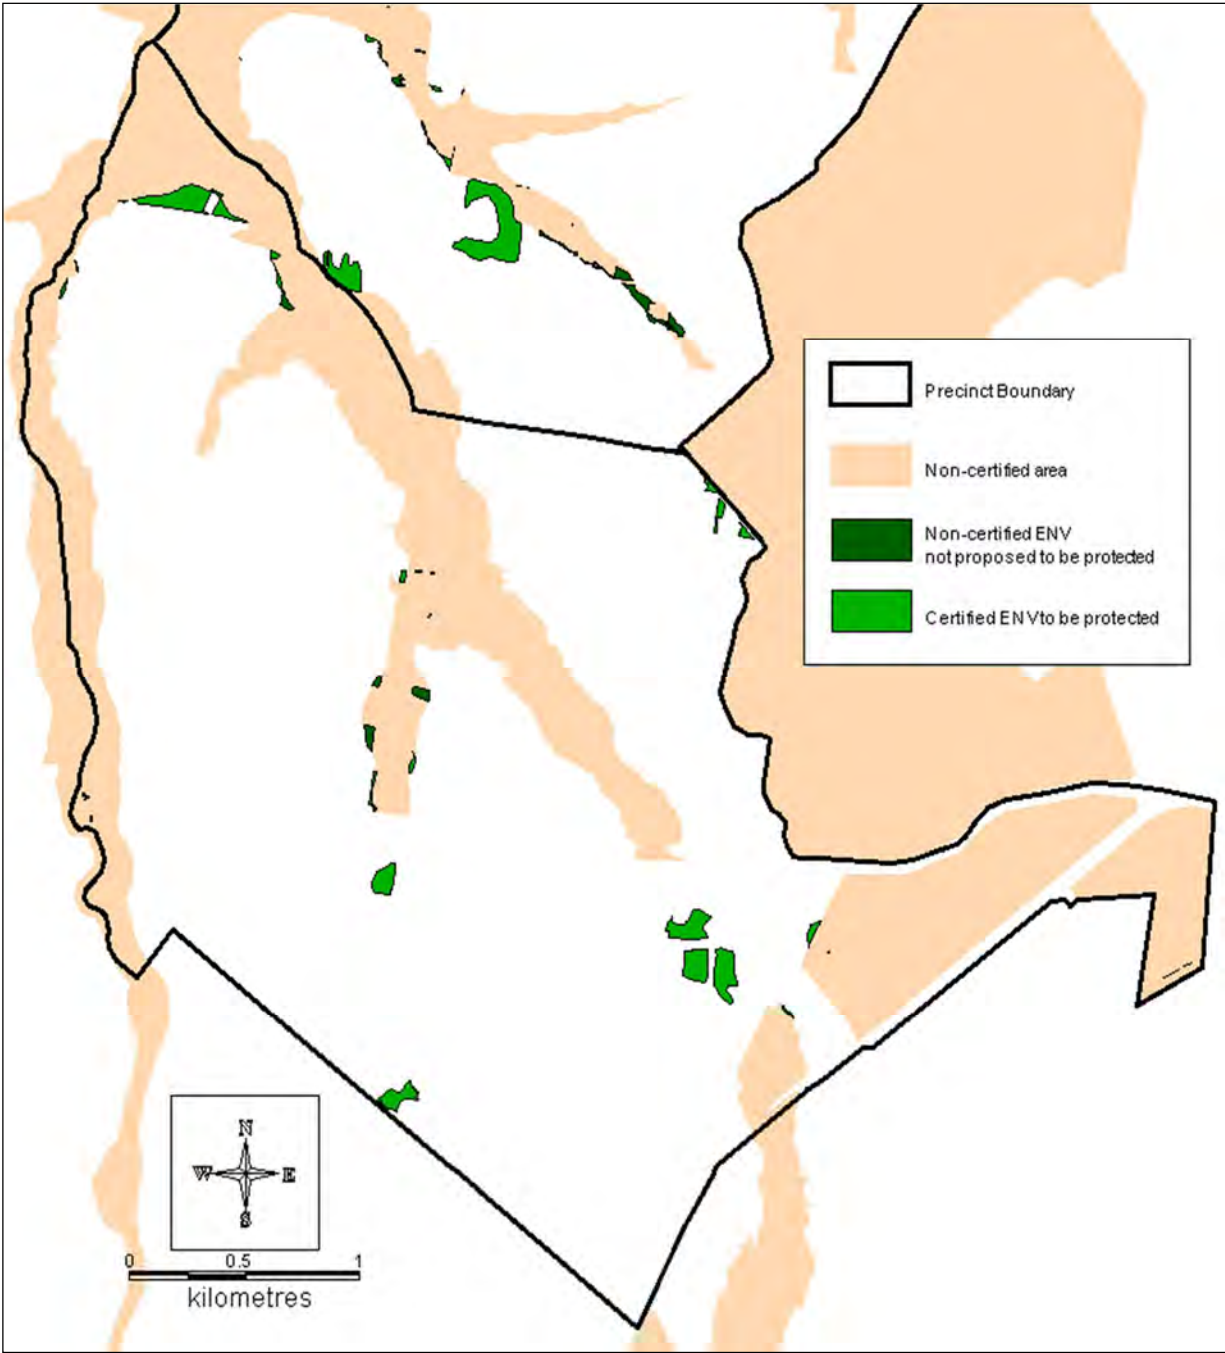 Precinct Boundary
Non-certified area
Non-certified ENV
not proposed to be protected
Certified ENV to be protected
N
W E
S
0 0.5 1
kilometres